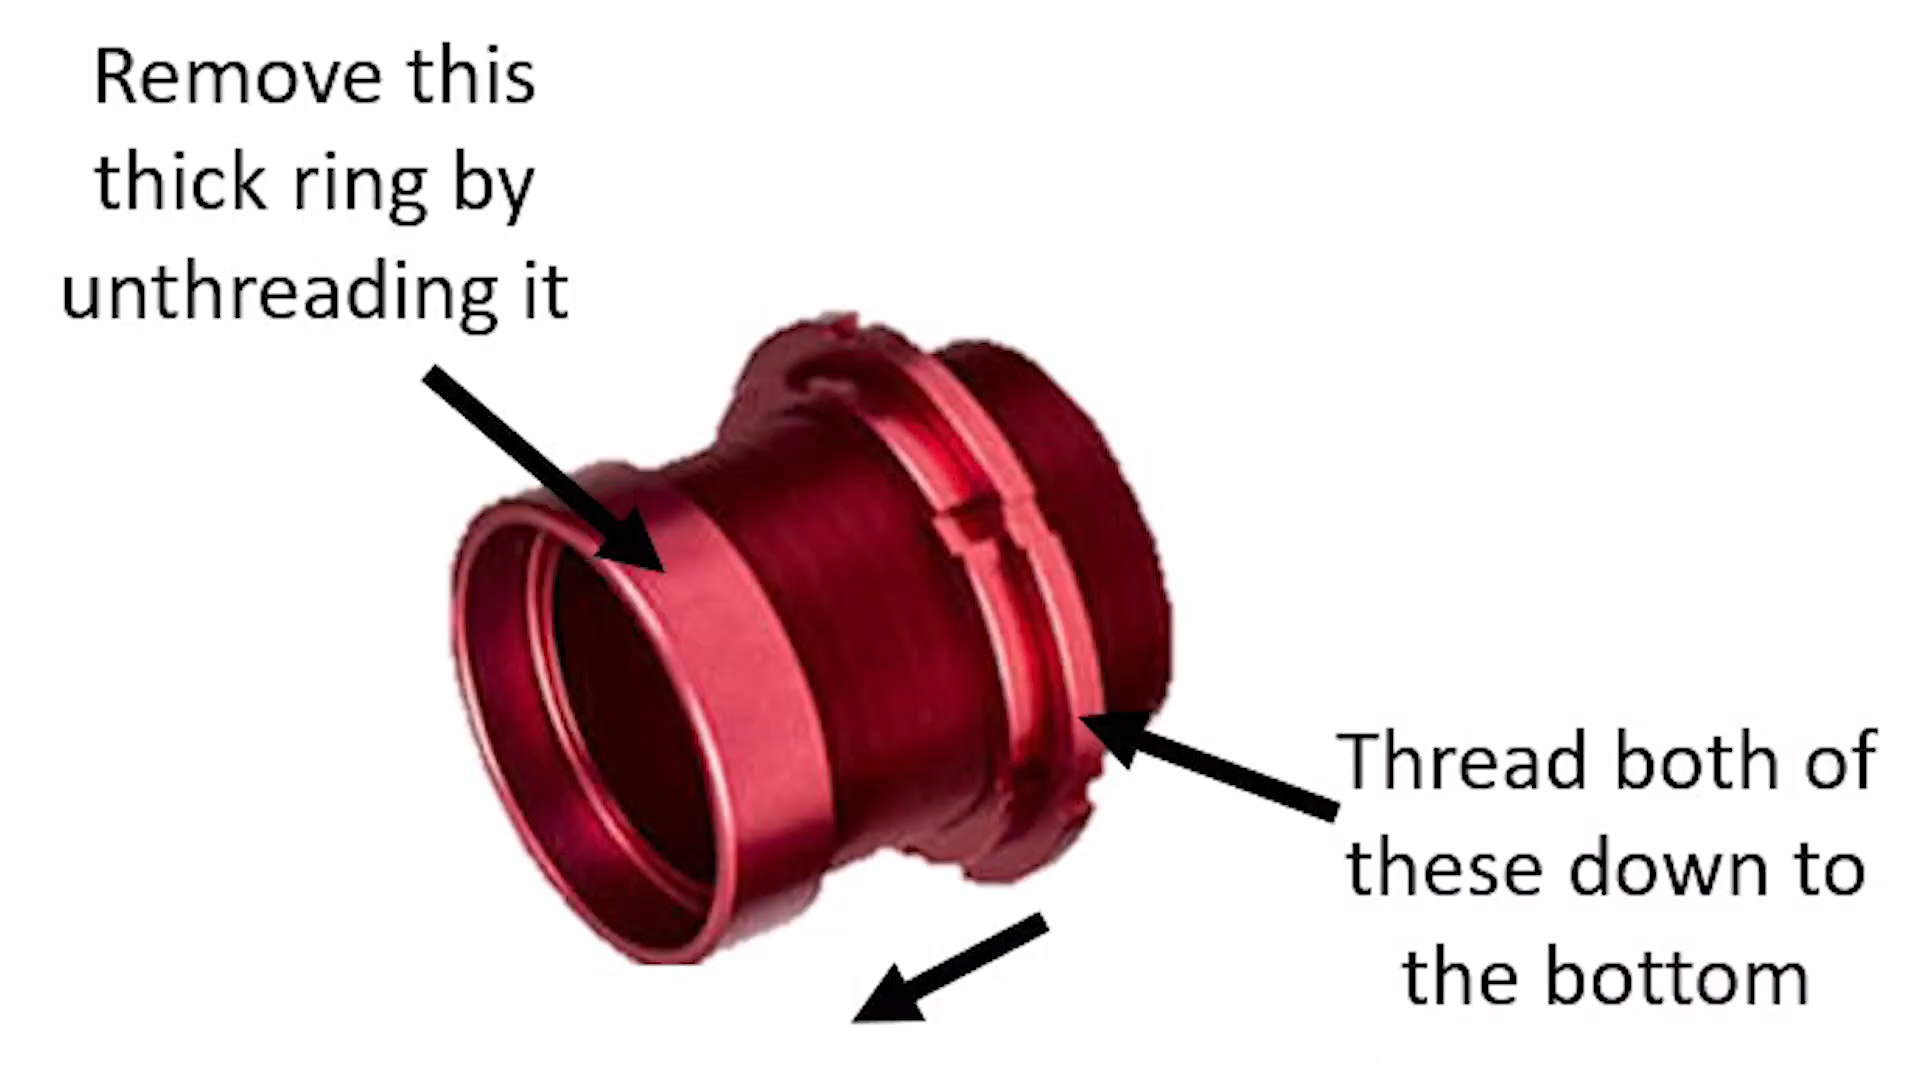 Remove this
thick ring by
unthreading it
Thread both of
these down to
the bottom